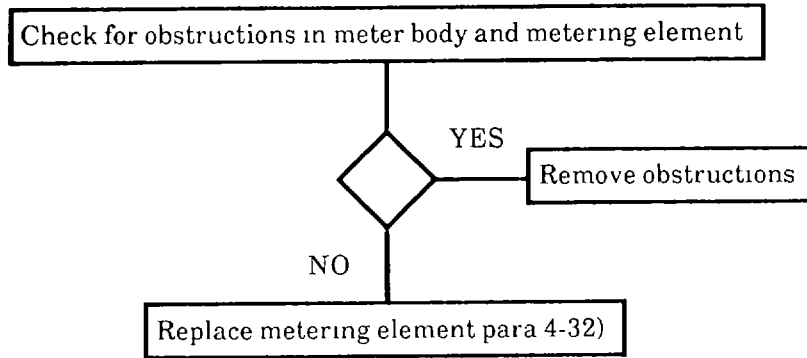 Check for obstructions in meter body and metering element
YES
Remove obstructions
NO
Replace metering element para 4-32)